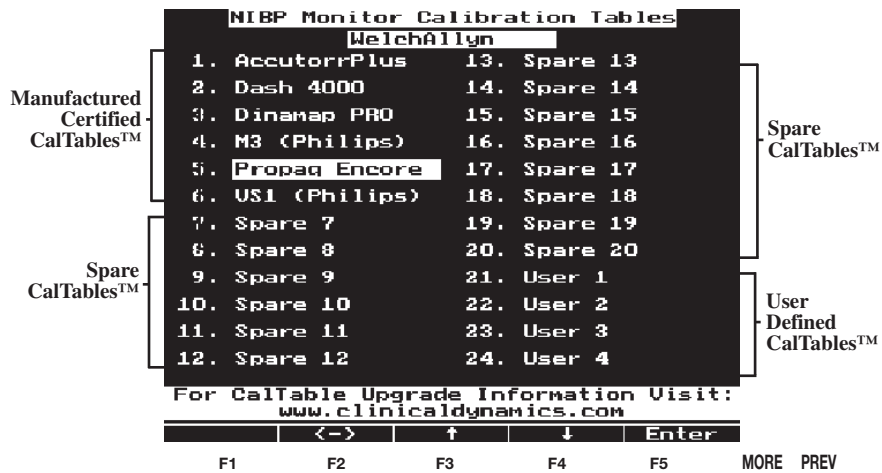 NIBP Monitor Calibration Tables
WelchAllyn
1. AccutorrPlus
2. Dash 4000
3. Dinamap PRO
4. M3 (Philips)
5. Propaq Encore
6. VS1 (Philips)
7. Spare 7
8. Spare 8
9. Spare 9
10. Spare 10
11. Spare 11
12. Spare 12
13. Spare 13
14. Spare 14
15. Spare 15
16. Spare 16
17. Spare 17
18. Spare 18
19. Spare 19
20. Spare 20
21. User 1
22. User 2
23. User 3
24. User 4
Manufactured
Certified
CalTables™
Spare
CalTables™
Spare
CalTables™
User
Defined
CalTables™
For CalTable Upgrade Information Visit:
www.clinicaldynamics.com
<-> ↑ ↓ Enter
F1 F2 F3 F4 F5 MORE PREV